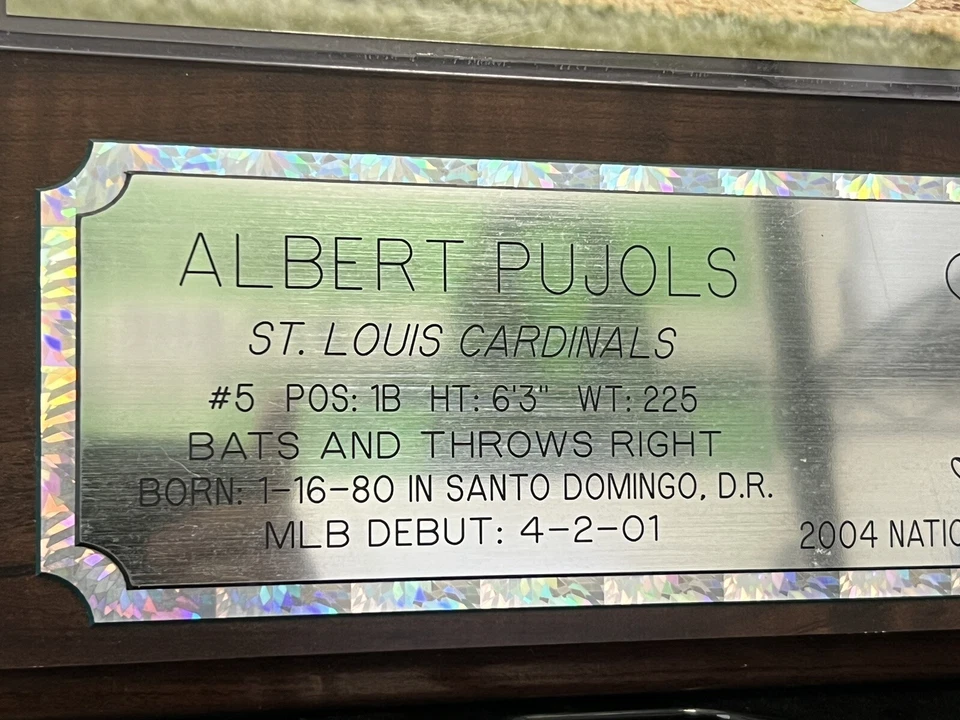 ALBERT PUJOLS
ST. LOUIS CARDINALS
#5 POS: 1B HT: 6'3" WT: 225
BATS AND THROWS RIGHT
BORN: 1-16-80 IN SANTO DOMINGO, D.R.
MLB DEBUT: 4-2-01
2004